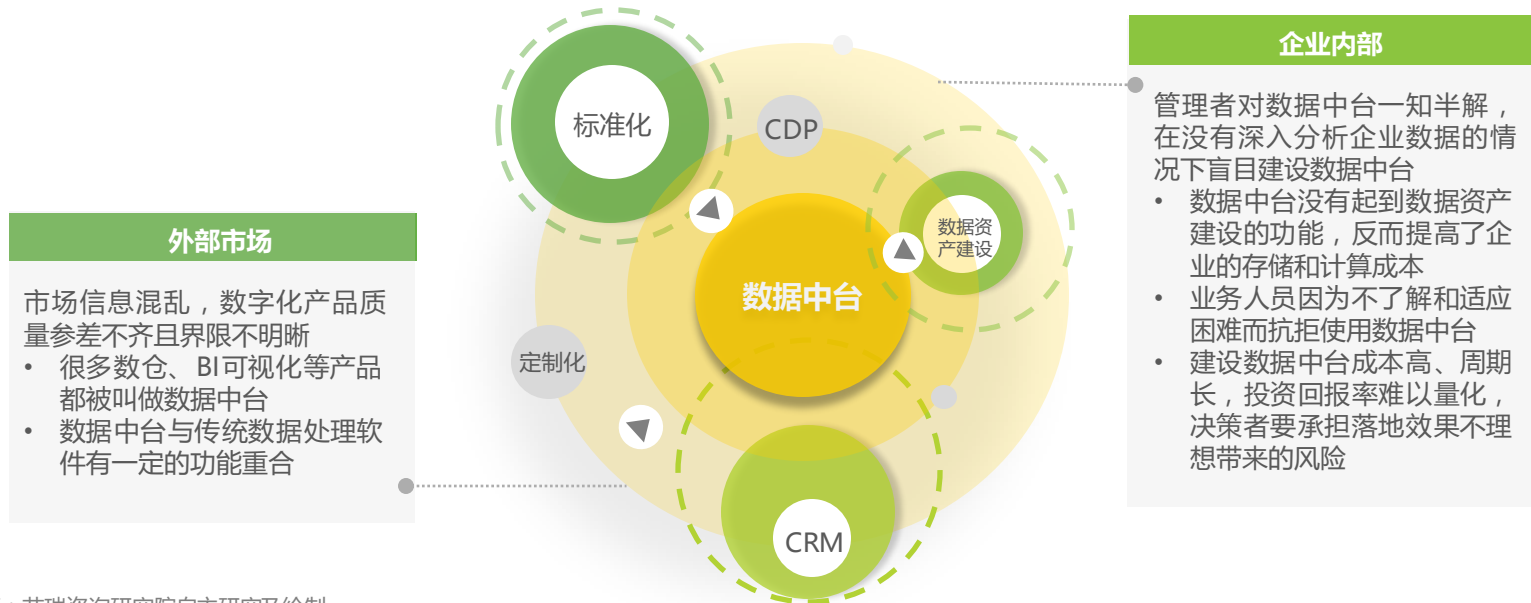 外部市场
市场信息混乱，数字化产品质
量参差不齐且界限不明晰
• 很多数仓、BI可视化等产品
都被叫做数据中台
• 数据中台与传统数据处理软
件有一定的功能重合
标准化
CDP
数据资
产建设
数据中台
定制化
CRM
企业内部
管理者对数据中台一知半解，
在没有深入分析企业数据的情
况下盲目建设数据中台
• 数据中台没有起到数据资产
建设的功能，反而提高了企
业的存储和计算成本
• 业务人员因为不了解和适应
困难而抗拒使用数据中台
• 建设数据中台成本高、周期
长，投资回报率难以量化，
决策者要承担落地效果不理
想带来的风险